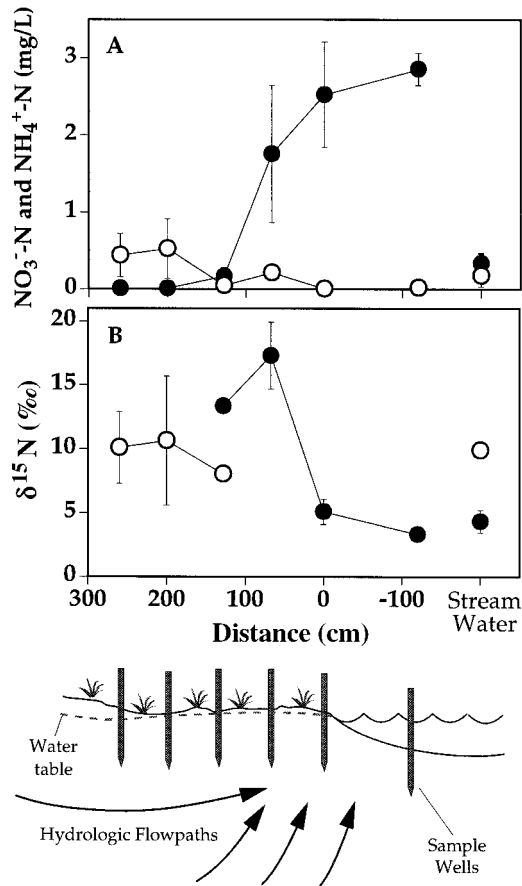 A
NO₃⁻-N and NH₄⁺-N (mg/L)
3
2
1
0
B
δ¹⁵N (‰)
20
15
10
5
0
300 200 100 0 -100 Stream
Water
Distance (cm)
Water
table
Hydrologic Flowpaths
Sample
Wells